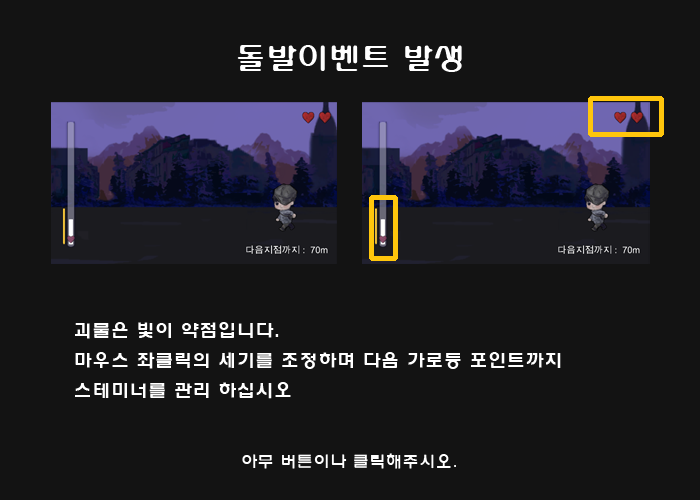 돌발이벤트 발생
다음지점까지 : 70m
다음지점까지 : 70m
괴물은 빛이 약점입니다.
마우스 좌클릭의 세기를 조정하며 다음 가로등 포인트까지
스테미너를 관리 하십시오
아무 버튼이나 클릭해주시오.